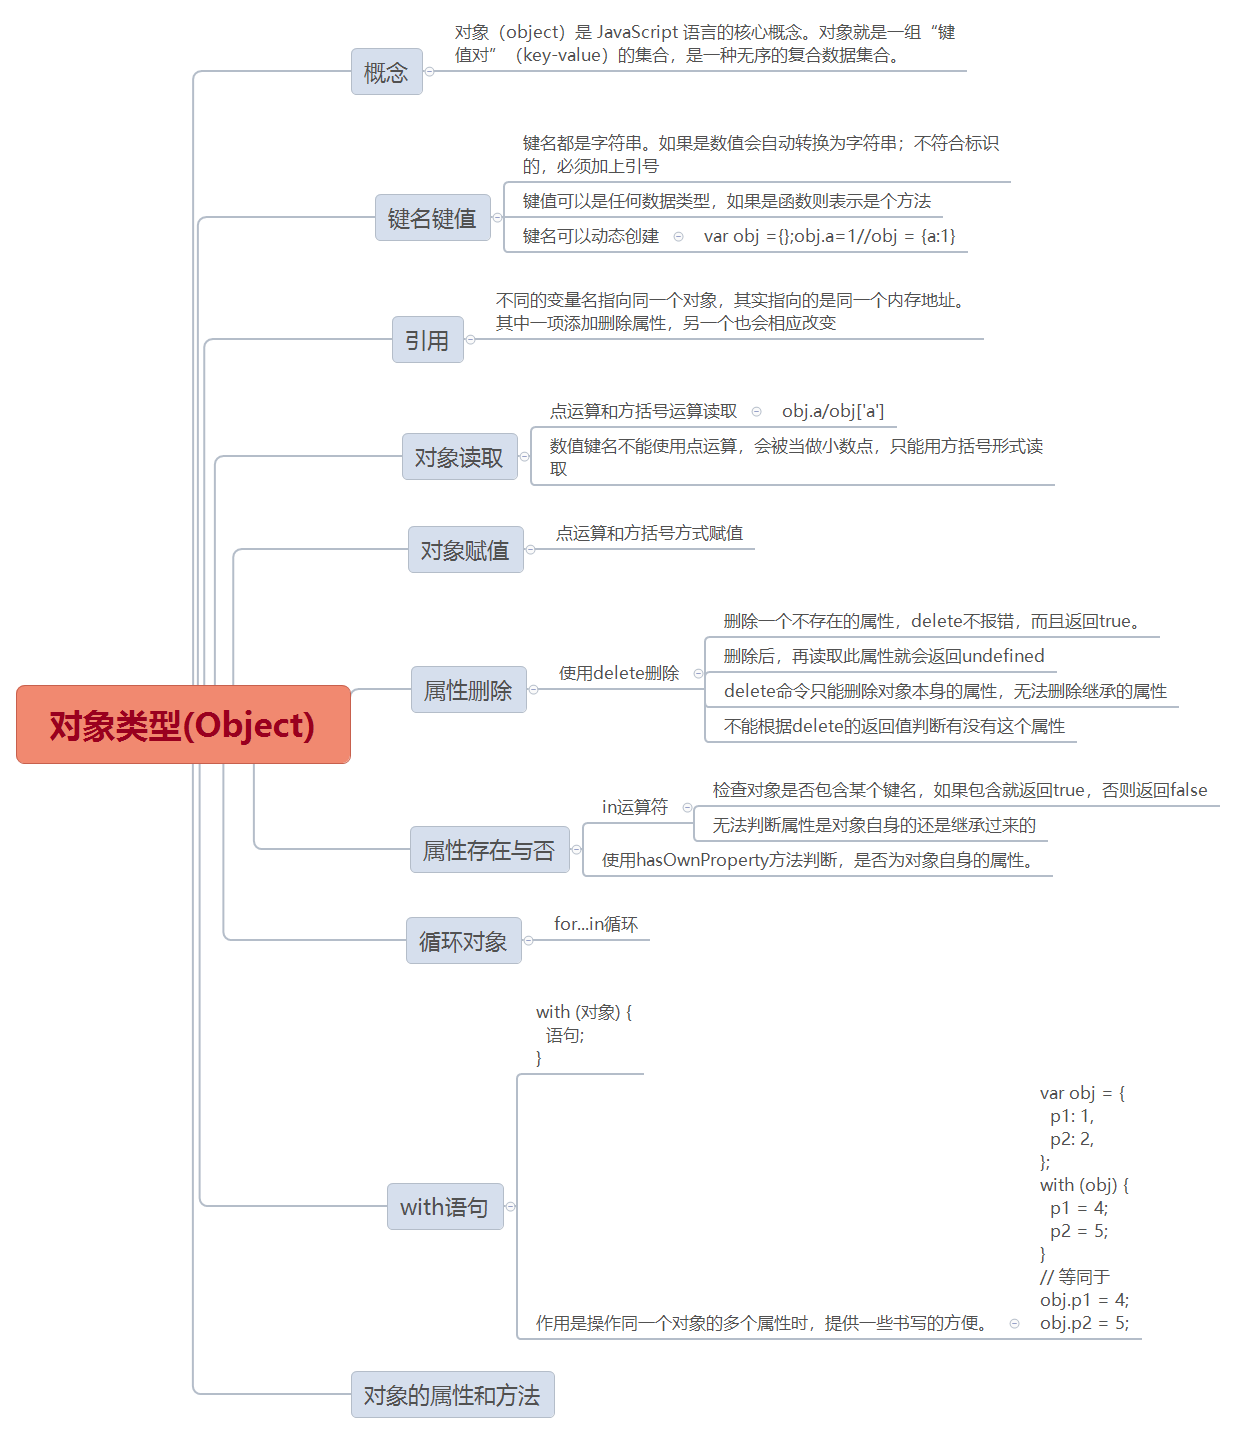 对象（object）是 JavaScript 语言的核心概念。对象就是一组“键
值对”（key-value）的集合，是一种无序的复合数据集合。
概念
键名都是字符串。如果是数值会自动转换为字符串；不符合标识
的，必须加上引号
键值可以是任何数据类型，如果是函数则表示是个方法
键名键值
键名可以动态创建
var obj ={};obj.a=1//obj = {a:1}
不同的变量名指向同一个对象，其实指向的是同一个内存地址。
其中一项添加删除属性，另一个也会相应改变
引用
点运算和方括号运算读取
obj.a/obj['a']
对象读取
数值键名不能使用点运算，会被当做小数点，只能用方括号形式读
取
对象赋值
点运算和方括号方式赋值
属性删除
使用delete删除
删除一个不存在的属性，delete不报错，而且返回true。
删除后，再读取此属性就会返回undefined
delete命令只能删除对象本身的属性，无法删除继承的属性
不能根据delete的返回值判断有没有这个属性
对象类型(Object)
属性存在与否
in运算符
检查对象是否包含某个键名，如果包含就返回true，否则返回false
无法判断属性是对象自身的还是继承过来的
使用hasOwnProperty方法判断，是否为对象自身的属性。
循环对象
for...in循环
with语句
with (对象) {
语句;
}
作用是操作同一个对象的多个属性时，提供一些书写的方便。
var obj = {
p1: 1,
p2: 2,
};
with (obj) {
p1 = 4;
p2 = 5;
}
// 等同于
obj.p1 = 4;
obj.p2 = 5;
对象的属性和方法